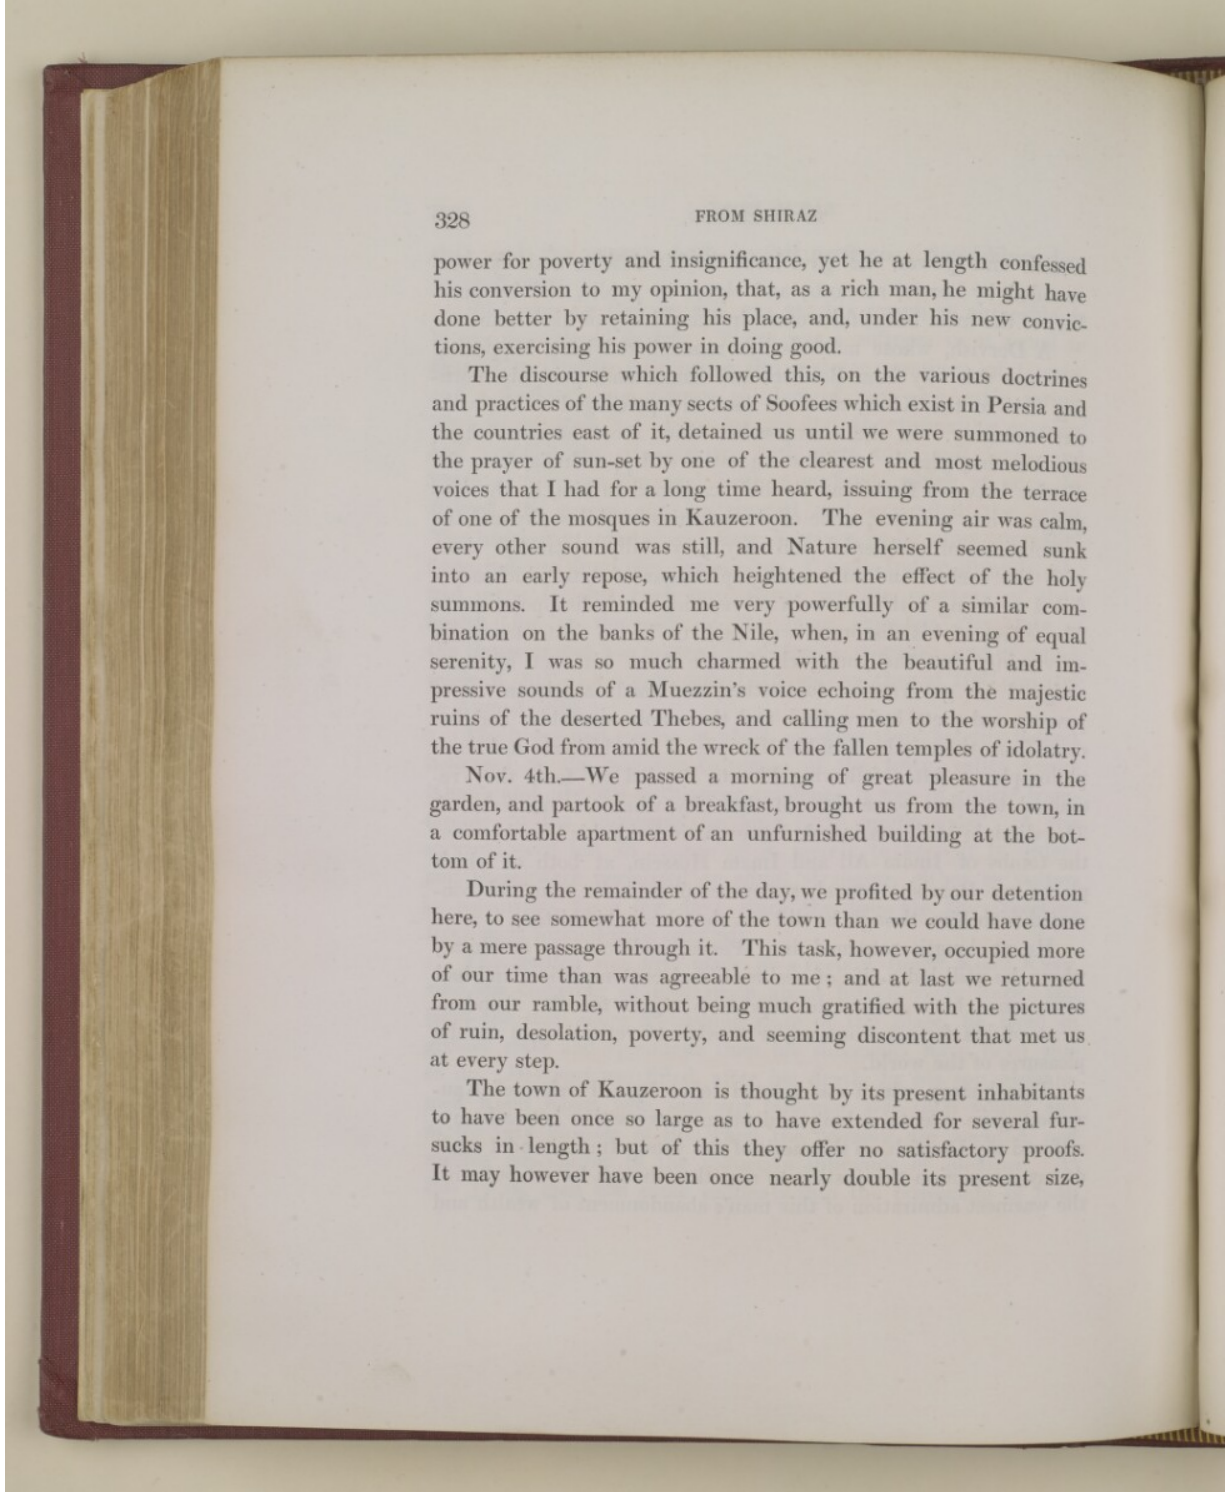 328 FROM SHIRAZ
power for poverty and insignificance, yet he at length confessed
his conversion to my opinion, that, as a rich man, he might have
done better by retaining his place, and, under his new convic-
tions, exercising his power in doing good.
The discourse which followed this, on the various doctrines
and practices of the many sects of Soofees which exist in Persia and
the countries east of it, detained us until we were summoned to
the prayer of sun-set by one of the clearest and most melodious
voices that I had for a long time heard, issuing from the terrace
of one of the mosques in Kauzeroon. The evening air was calm,
every other sound was still, and Nature herself seemed sunk
into an early repose, which heightened the effect of the holy
summons. It reminded me very powerfully of a similar com-
bination on the banks of the Nile, when, in an evening of equal
serenity, I was so much charmed with the beautiful and im-
pressive sounds of a Muezzin's voice echoing from the majestic
ruins of the deserted Thebes, and calling men to the worship of
the true God from amid the wreck of the fallen temples of idolatry.
Nov. 4th.—We passed a morning of great pleasure in the
garden, and partook of a breakfast, brought us from the town, in
a comfortable apartment of an unfurnished building at the bot-
tom of it.
During the remainder of the day, we profited by our detention
here, to see somewhat more of the town than we could have done
by a mere passage through it. This task, however, occupied more
of our time than was agreeable to me; and at last we returned
from our ramble, without being much gratified with the pictures
of ruin, desolation, poverty, and seeming discontent that met us
at every step.
The town of Kauzeroon is thought by its present inhabitants
to have been once so large as to have extended for several fur-
sucks in length; but of this they offer no satisfactory proofs.
It may however have been once nearly double its present size,